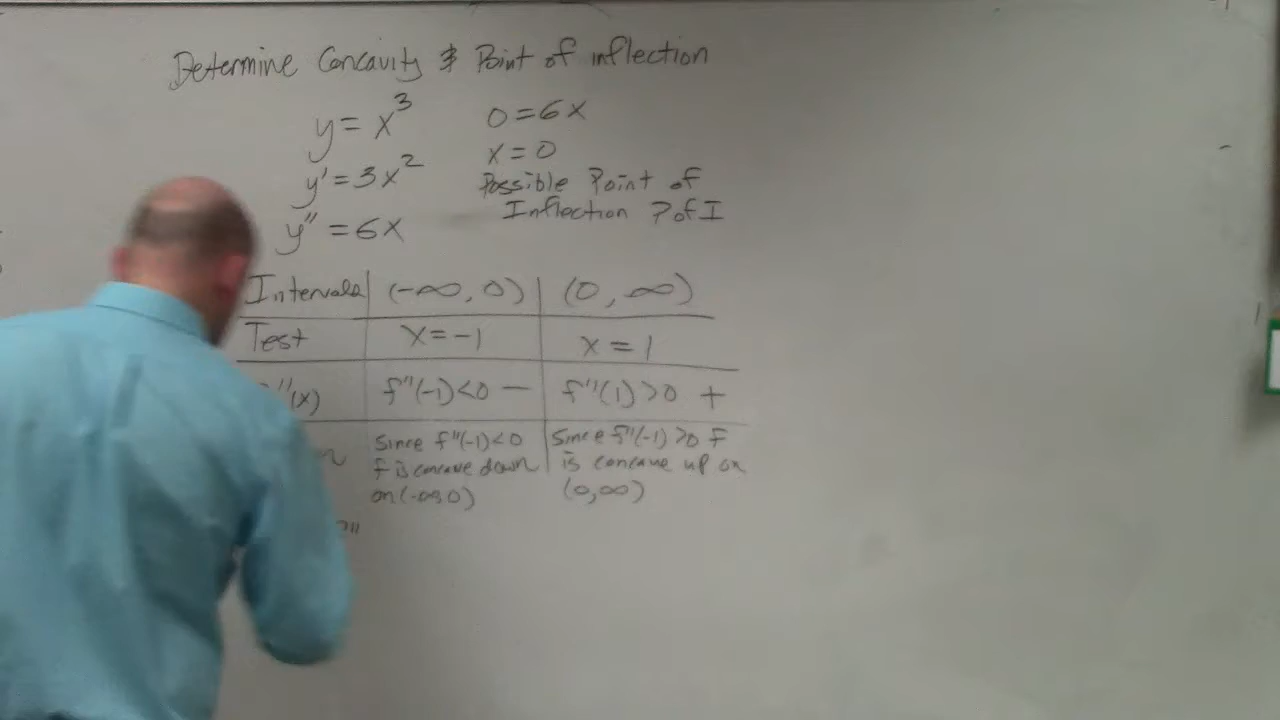 Determine Concavity & Point of inflection
y = x³
0 = 6x
y' = 3x²
x = 0
y'' = 6x
Possible Point of
Inflection PofI
Intervals (-∞, 0) (0, ∞)
Test x = -1 x = 1
''(x) f''(-1)<0 - f''(1)>0 +
Since f''(-1)<0
f is concave down
on (-∞,0)
Since f''(-1) >0 f
is concave up on
(0,∞)